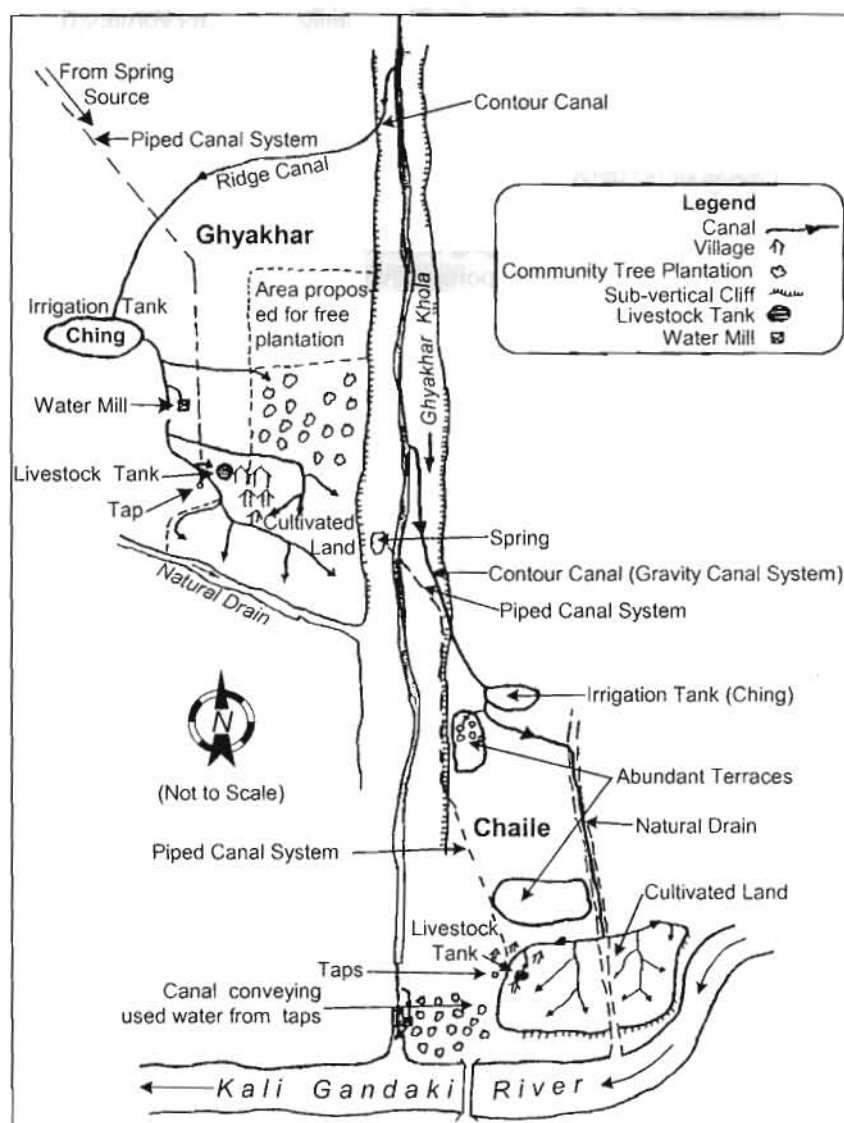 From Spring
Source
Piped Canal System
Contour Canal
Ridge Canal
Ghyakhar
Legend
Canal
Village
Community Tree Plantation
Sub-vertical Cliff
Livestock Tank
Water Mill
Irrigation Tank
Ching
Area propos-
ed for free
plantation
Ghyakhar Khola
Water Mill
Livestock Tank
Tap
Cultivated
Land
Natural Drain
Spring
Contour Canal (Gravity Canal System)
Piped Canal System
N
(Not to Scale)
Irrigation Tank (Ching)
Abundant Terraces
Chaile
Natural Drain
Piped Canal System
Cultivated Land
Livestock
Tank
Taps
Canal conveying
used water from taps
Kali Gandaki River